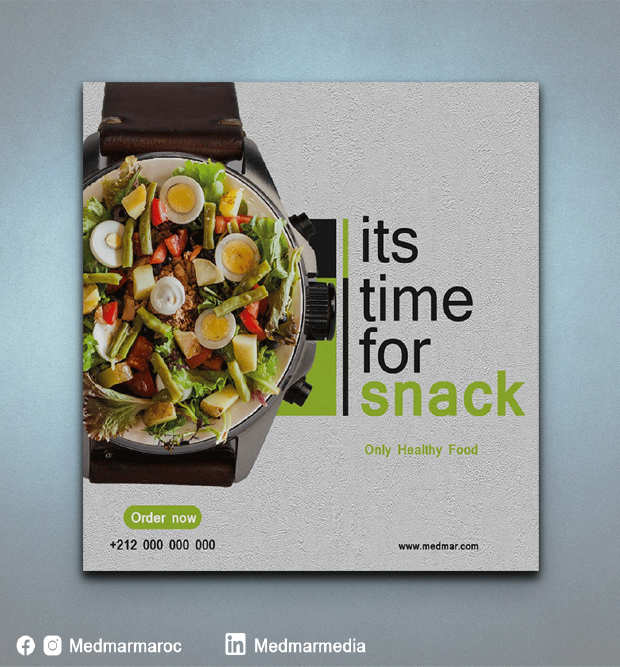 its
time
for
snack
Only Healthy Food
Order now
+212 000 000 000
www.medmar.com
Medmarmaroc
Medmarmedia